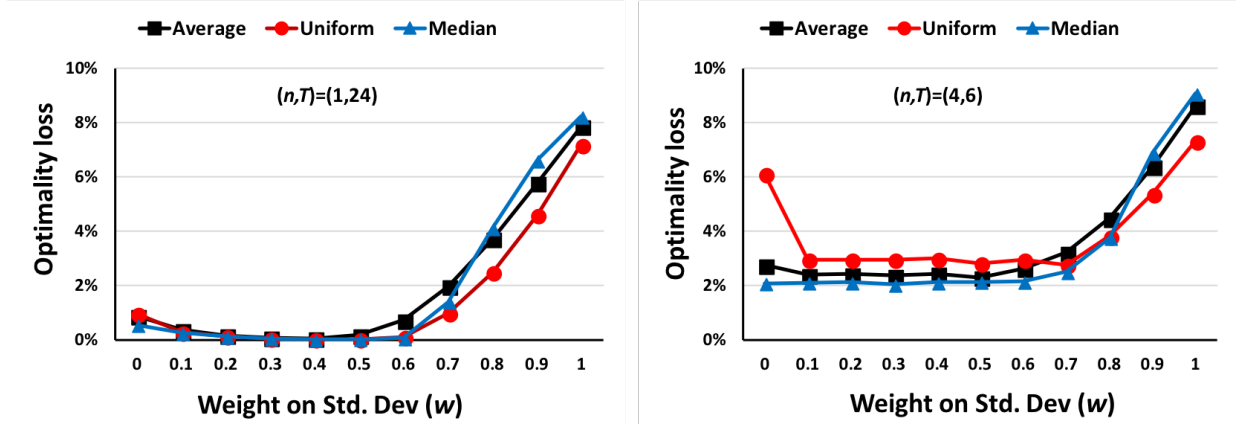 Average Uniform Median
(n,T)=(1,24)
Optimality loss
10%
8%
6%
4%
2%
0%
0 0.1 0.2 0.3 0.4 0.5 0.6 0.7 0.8 0.9 1
Weight on Std. Dev (w)
Average Uniform Median
(n,T)=(4,6)
Optimality loss
10%
8%
6%
4%
2%
0%
0 0.1 0.2 0.3 0.4 0.5 0.6 0.7 0.8 0.9 1
Weight on Std. Dev (w)